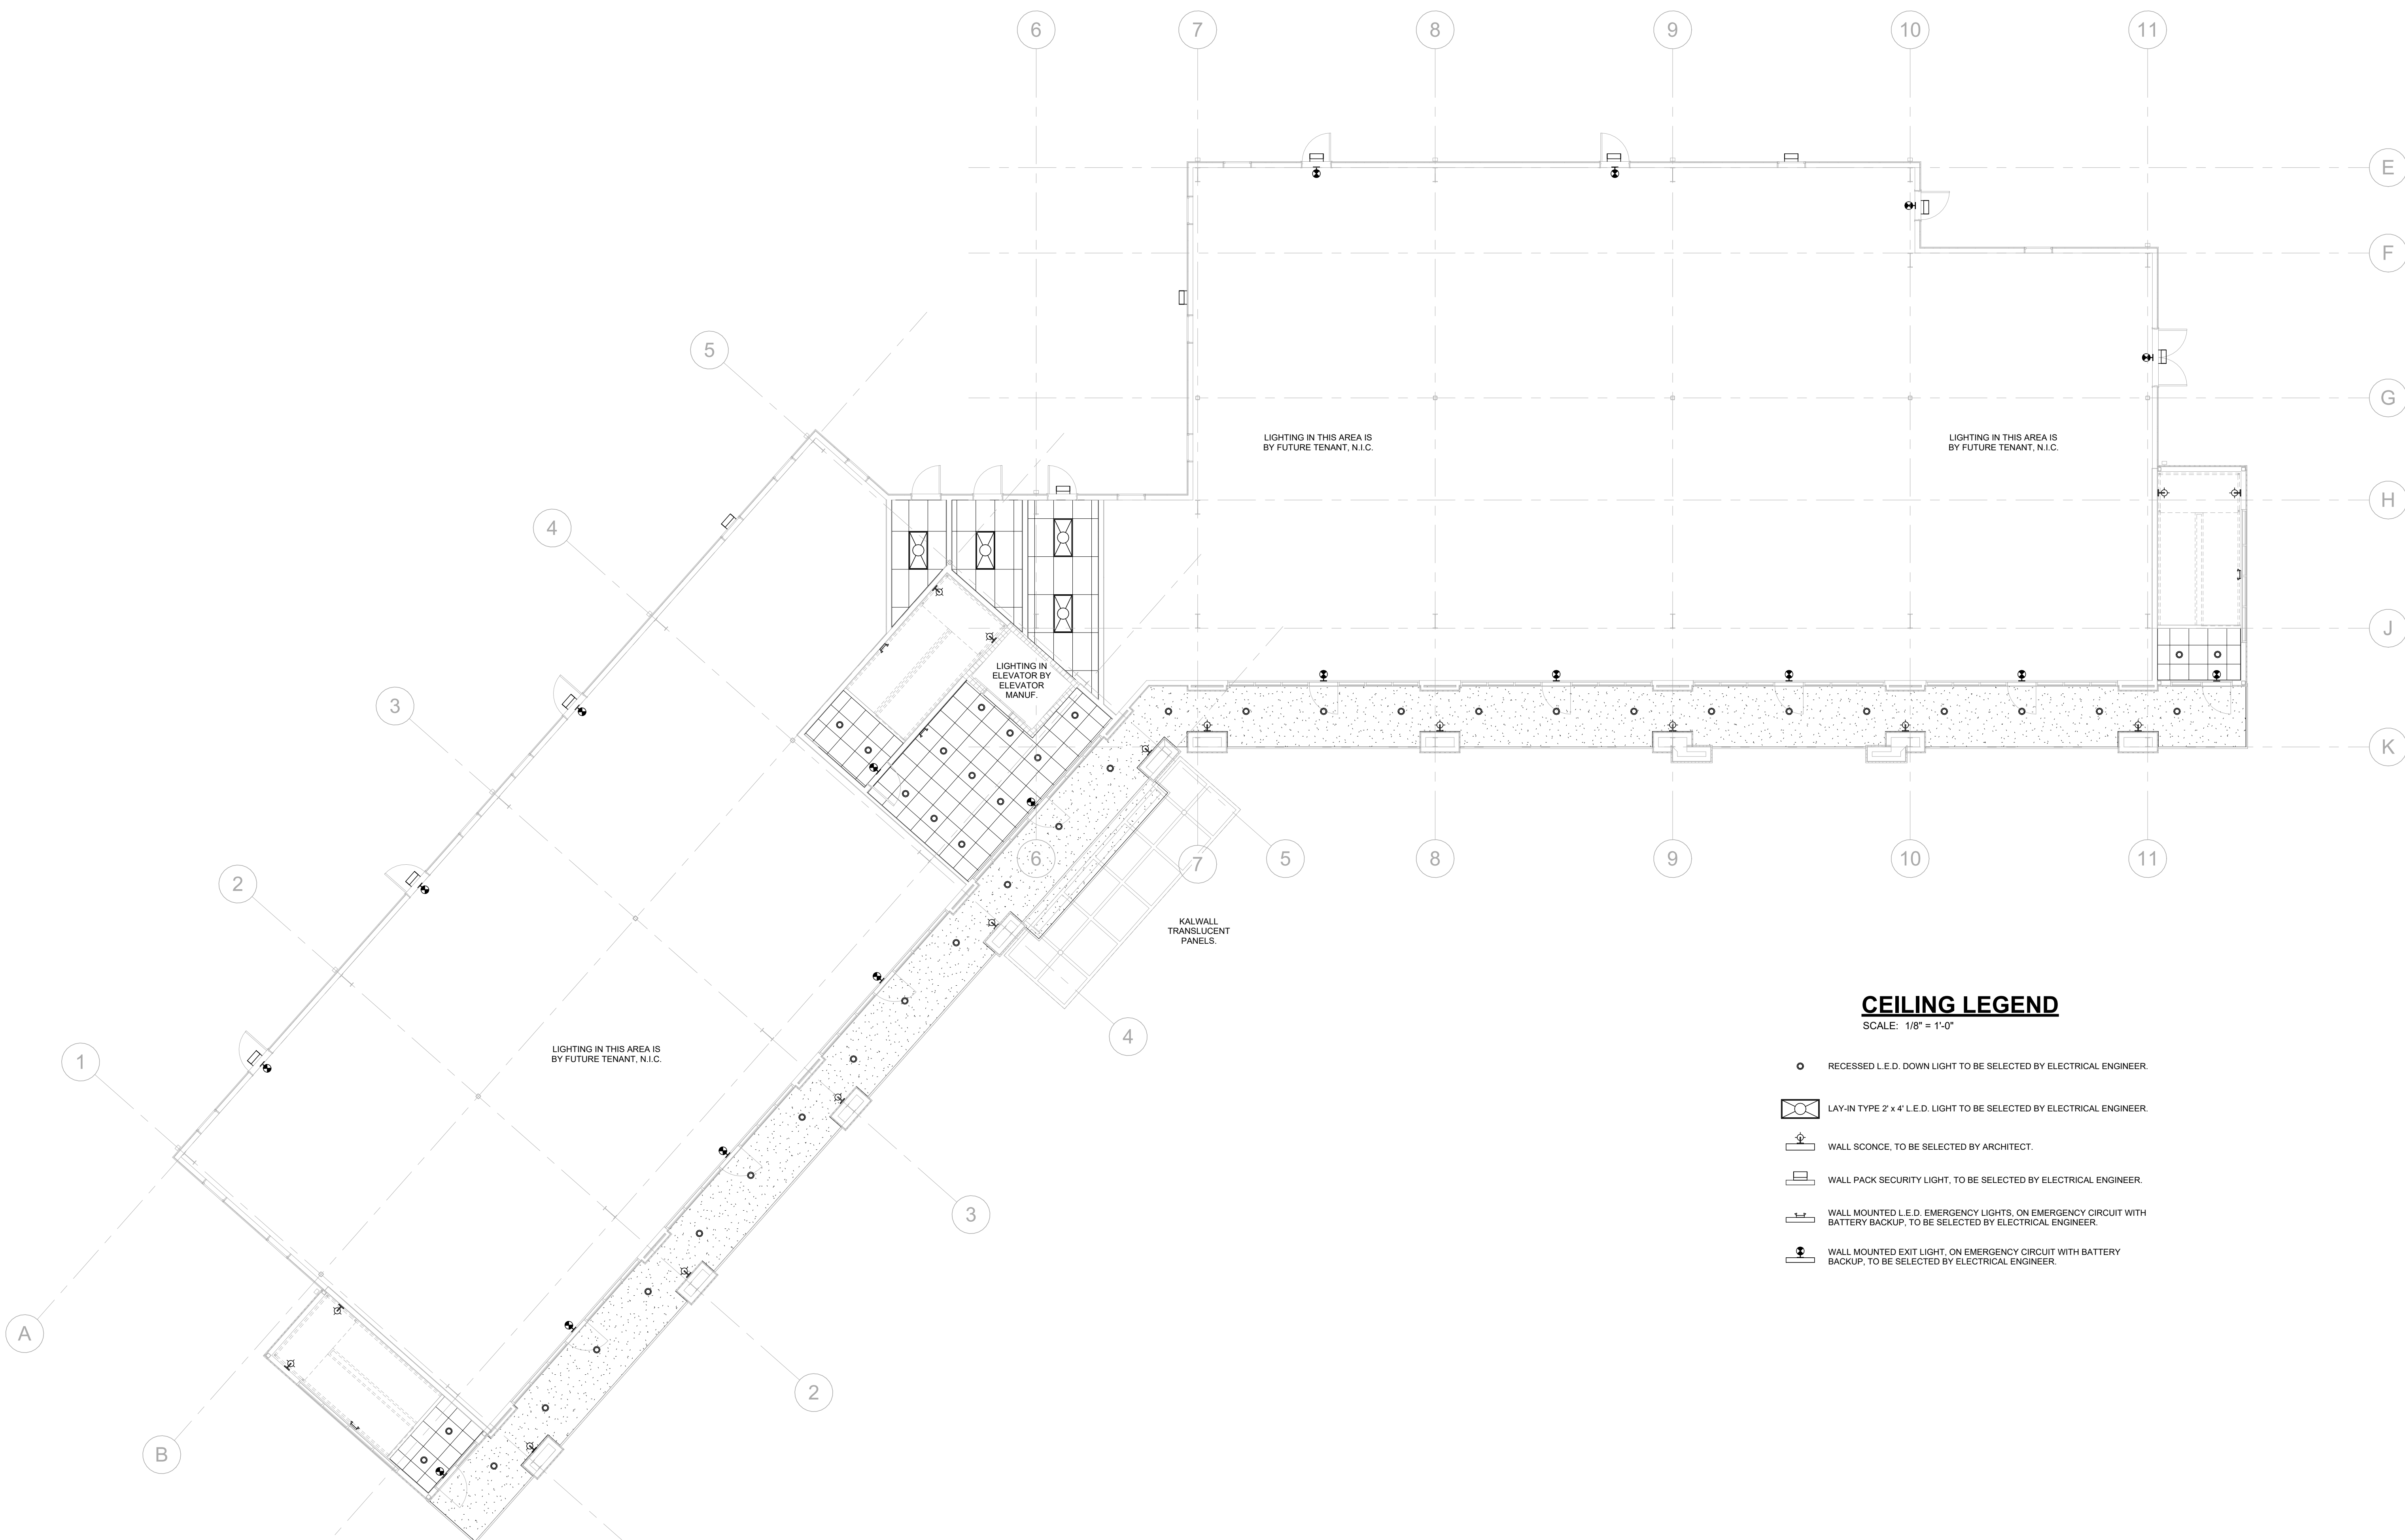 6
7
8
9
10
11
E
F
5
G
LIGHTING IN THIS AREA IS
BY FUTURE TENANT, N.I.C.
LIGHTING IN THIS AREA IS
BY FUTURE TENANT, N.I.C.
H
4
J
LIGHTING IN
ELEVATOR BY
ELEVATOR
MANUF.
3
K
6
7
5
8
9
10
11
2
KALWALL
TRANSLUCENT
PANELS.
4
LIGHTING IN THIS AREA IS
BY FUTURE TENANT, N.I.C.
1
3
2
A
B
CEILING LEGEND
SCALE: 1/8" = 1'-0"
RECESSED L.E.D. DOWN LIGHT TO BE SELECTED BY ELECTRICAL ENGINEER.
LAY-IN TYPE 2' x 4' L.E.D. LIGHT TO BE SELECTED BY ELECTRICAL ENGINEER.
WALL SCONCE, TO BE SELECTED BY ARCHITECT.
WALL PACK SECURITY LIGHT, TO BE SELECTED BY ELECTRICAL ENGINEER.
WALL MOUNTED L.E.D. EMERGENCY LIGHTS, ON EMERGENCY CIRCUIT WITH
BATTERY BACKUP, TO BE SELECTED BY ELECTRICAL ENGINEER.
WALL MOUNTED EXIT LIGHT, ON EMERGENCY CIRCUIT WITH BATTERY
BACKUP, TO BE SELECTED BY ELECTRICAL ENGINEER.